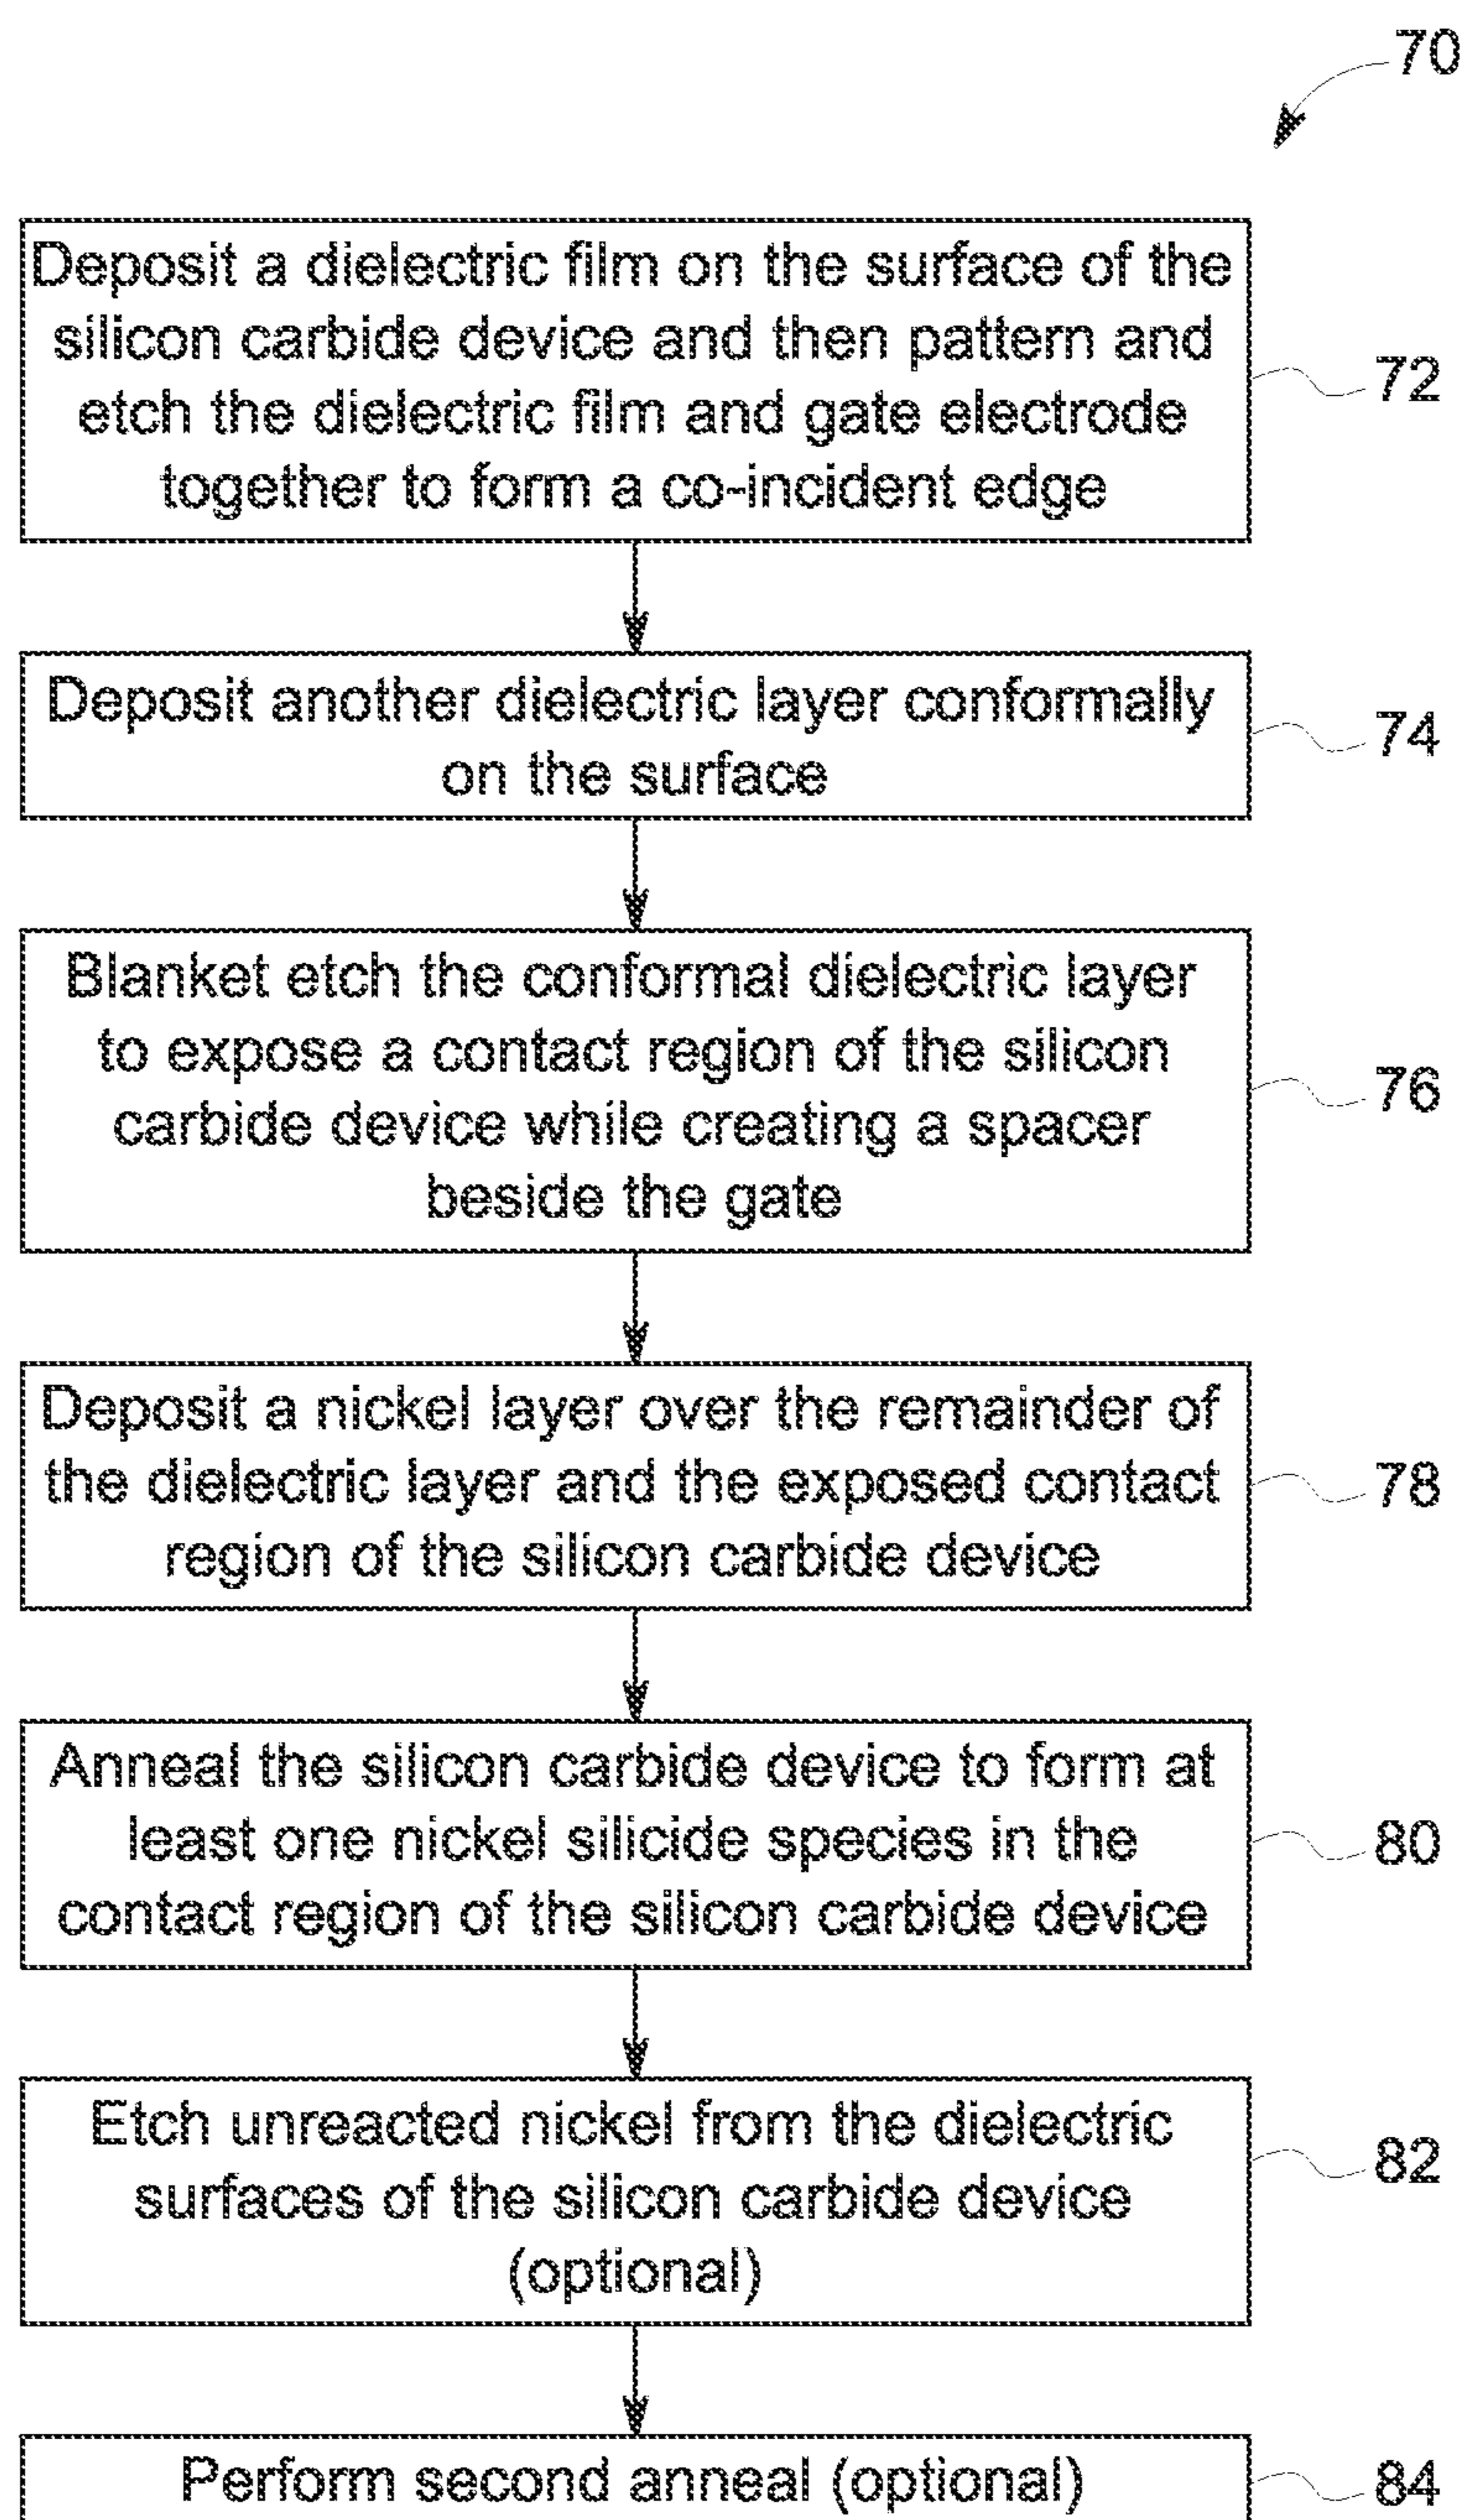 70
Deposit a dielectric film on the surface of the
silicon carbide device and then pattern and
etch the dielectric film and gate electrode
together to form a co-incident edge
72
Deposit another dielectric layer conformally
on the surface
74
Blanket etch the conformal dielectric layer
to expose a contact region of the silicon
carbide device while creating a spacer
beside the gate
76
Deposit a nickel layer over the remainder of
the dielectric layer and the exposed contact
region of the silicon carbide device
78
Anneal the silicon carbide device to form at
least one nickel silicide species in the
contact region of the silicon carbide device
80
Etch unreacted nickel from the dielectric
surfaces of the silicon carbide device
(optional)
82
Perform second anneal (optional)
84